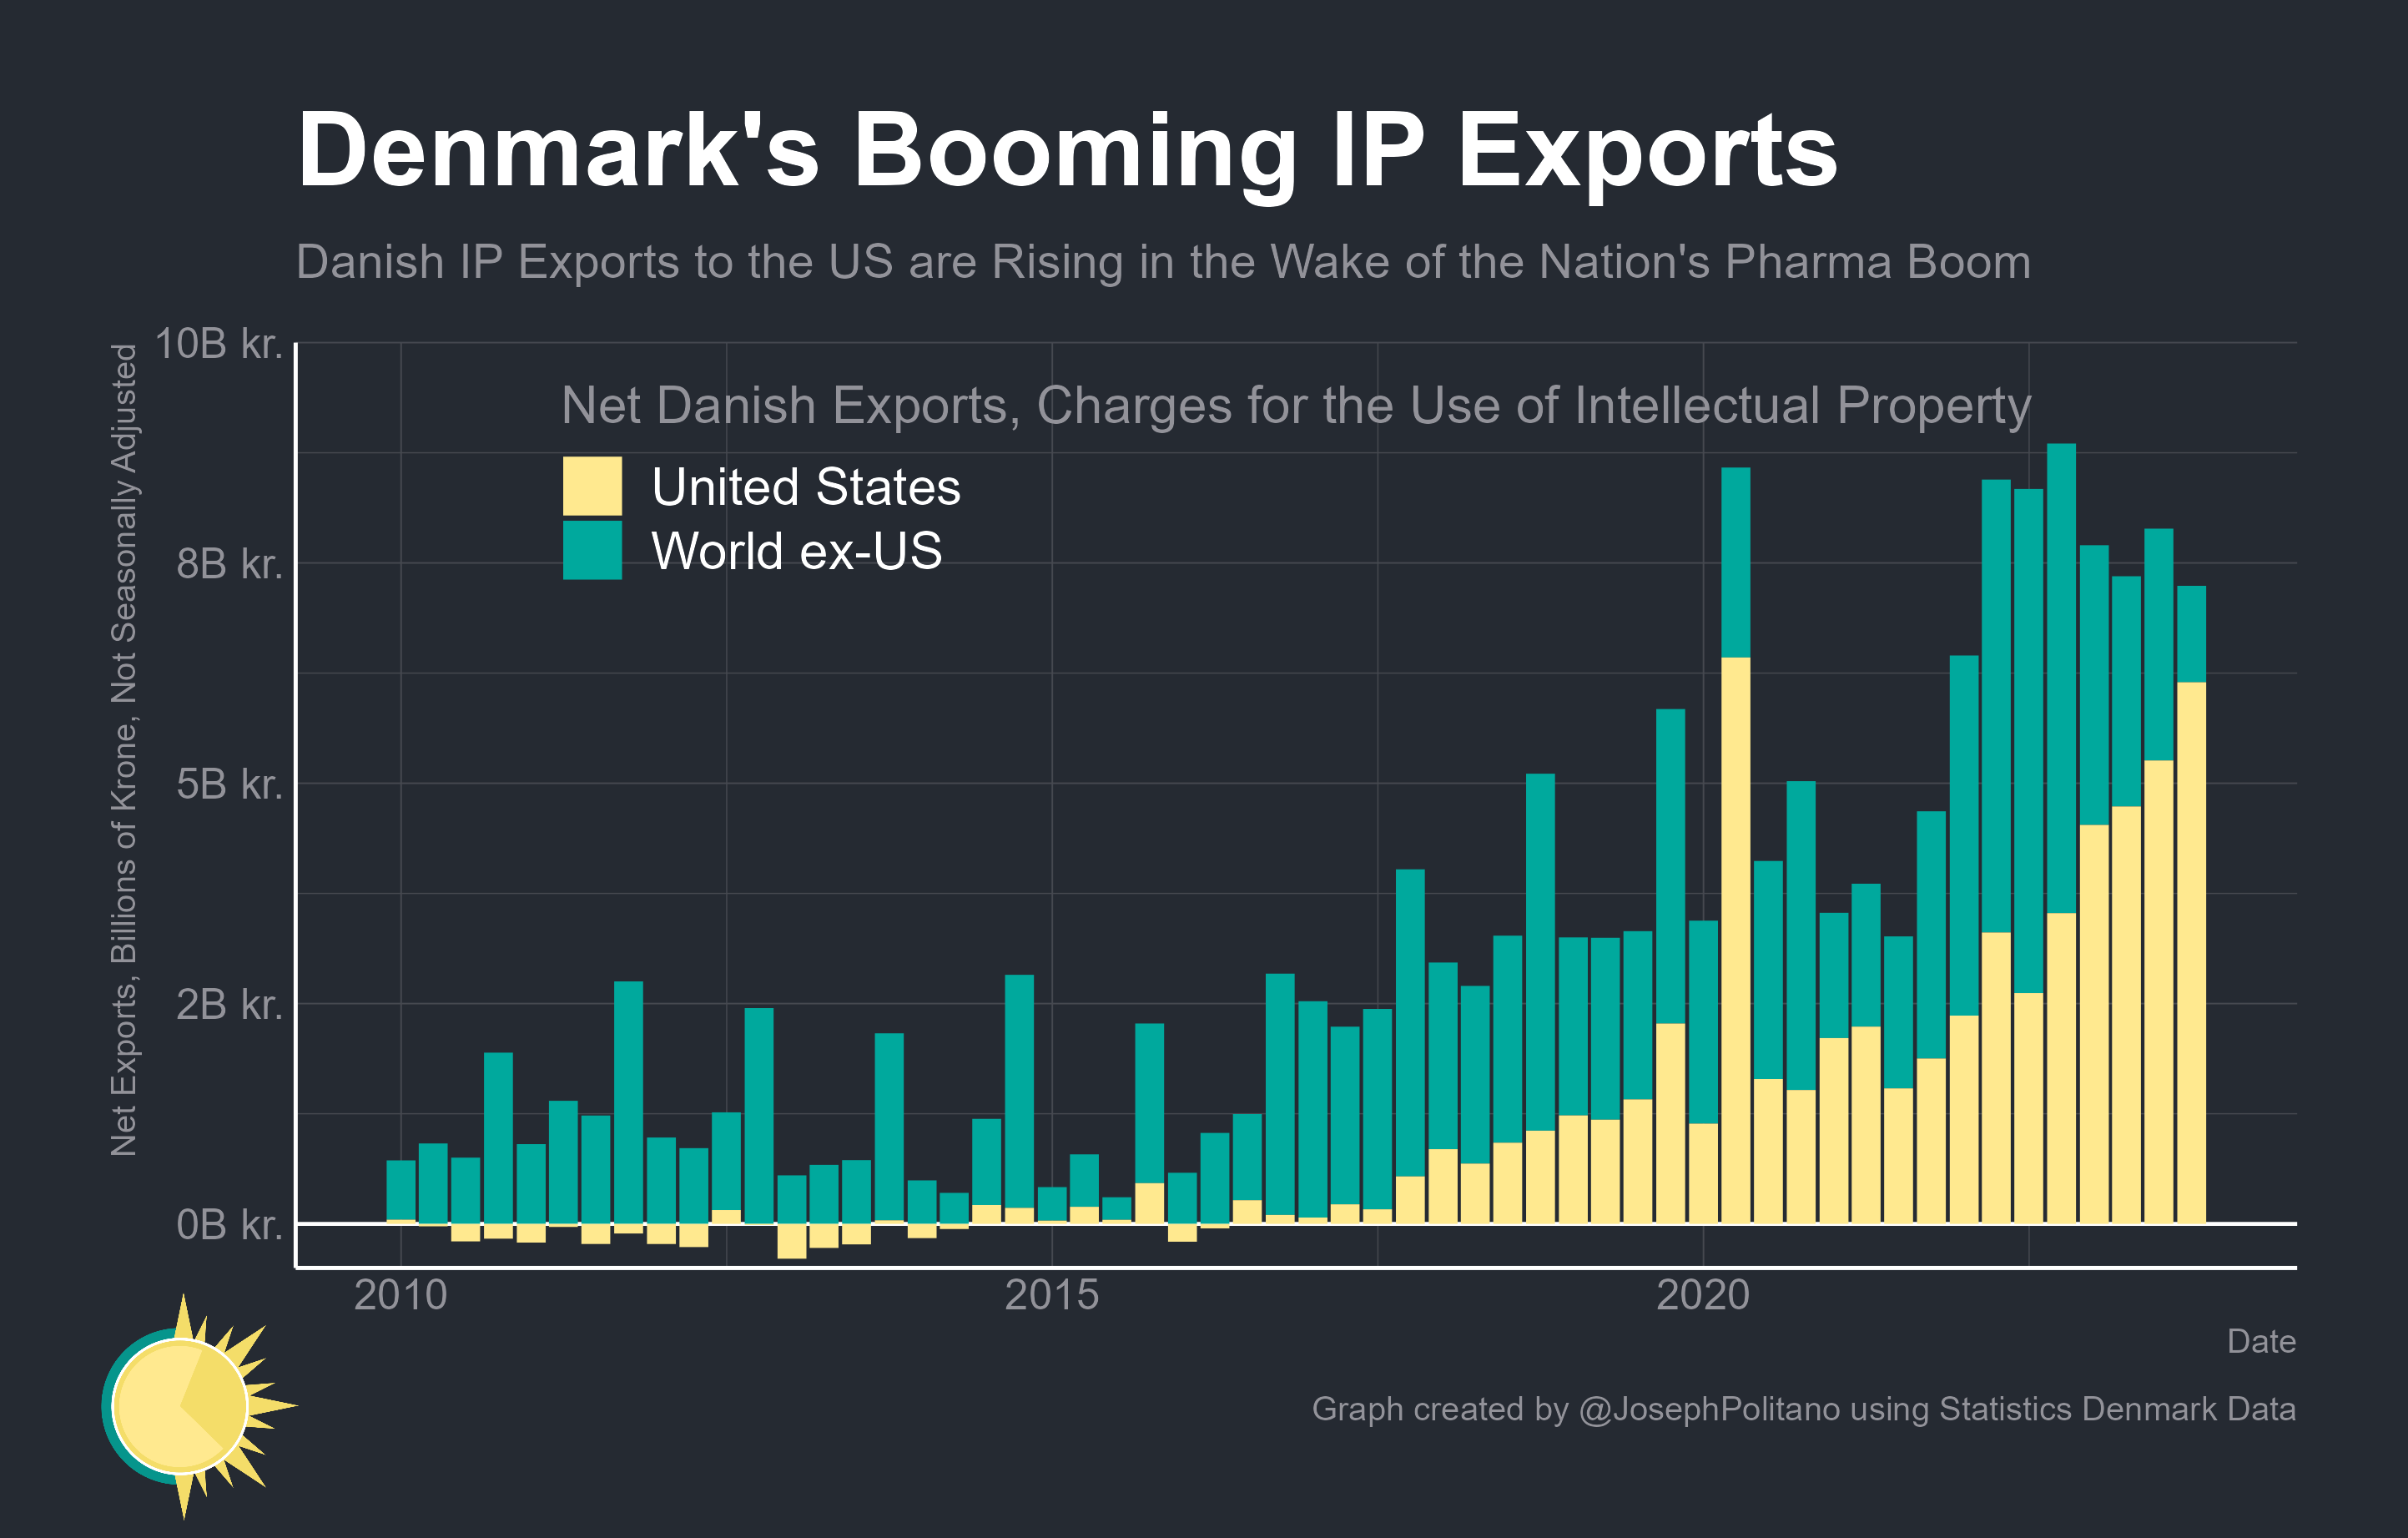 Denmark's Booming IP Exports
Danish IP Exports to the US are Rising in the Wake of the Nation's Pharma Boom
Net Exports, Billions of Krone, Not Seasonally Adjusted
10B kr.
8B kr.
5B kr.
2B kr.
0B kr.
Net Danish Exports, Charges for the Use of Intellectual Property
United States
World ex-US
2010
2015
2020
Date
Graph created by @JosephPolitano using Statistics Denmark Data